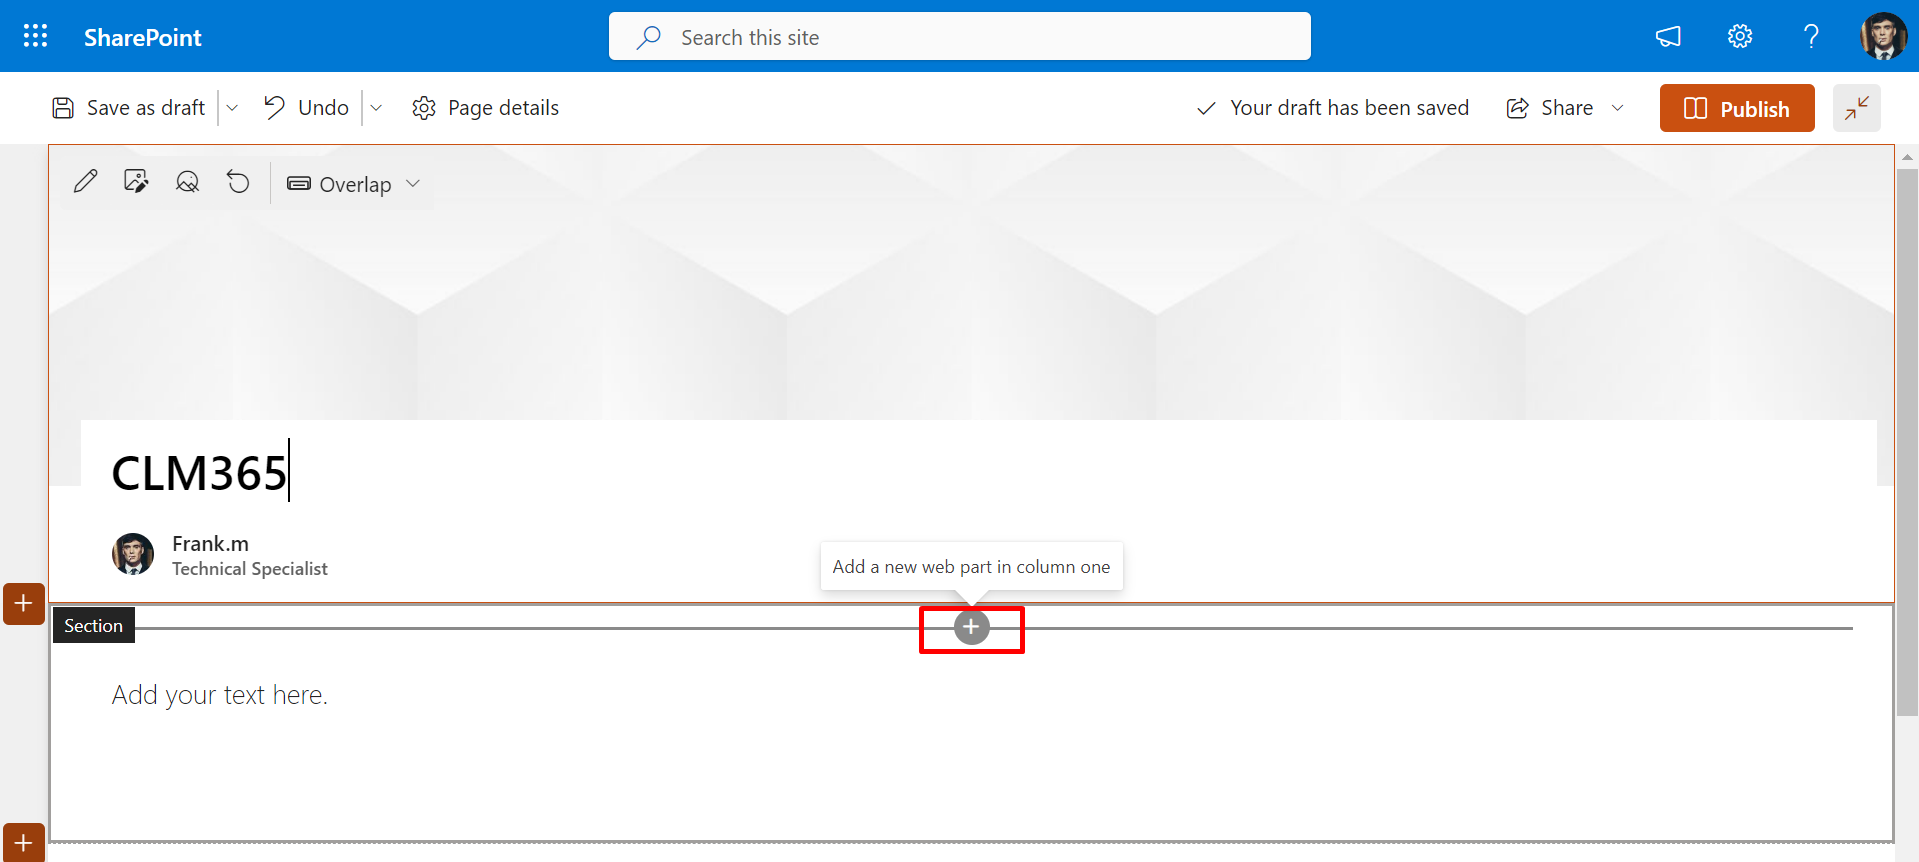 SharePoint
Search this site
Save as draft
Undo
Page details
Your draft has been saved
Share
Publish
Overlap
CLM365
Frank.m
Technical Specialist
Add a new web part in column one
Section
Add your text here.